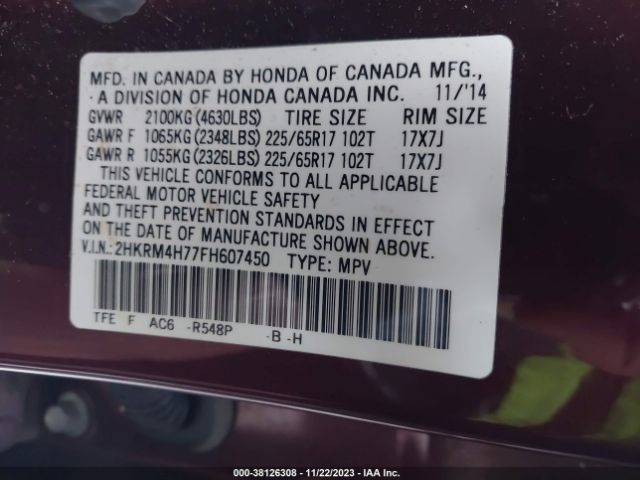 MFD. IN CANADA BY HONDA OF CANADA MFG.,
A DIVISION OF HONDA CANADA INC. 11/'14
GVWR 2100KG(4630LBS) TIRE SIZE RIM SIZE
GAWR F 1065KG(2348LBS) 225/65R17 102T 17X7J
GAWR R 1055KG(2326LBS) 225/65R17 102T 17X7J
THIS VEHICLE CONFORMS TO ALL APPLICABLE
FEDERAL MOTOR VEHICLE SAFETY
AND THEFT PREVENTION STANDARDS IN EFFECT
ON THE DATE OF MANUFACTURE SHOWN ABOVE.
V.I.N.:2HKRM4H77FH607450 TYPE: MPV
TFE F AC6 -R548P -B -H
000-38126308 - 11/22/2023 - IAA Inc.